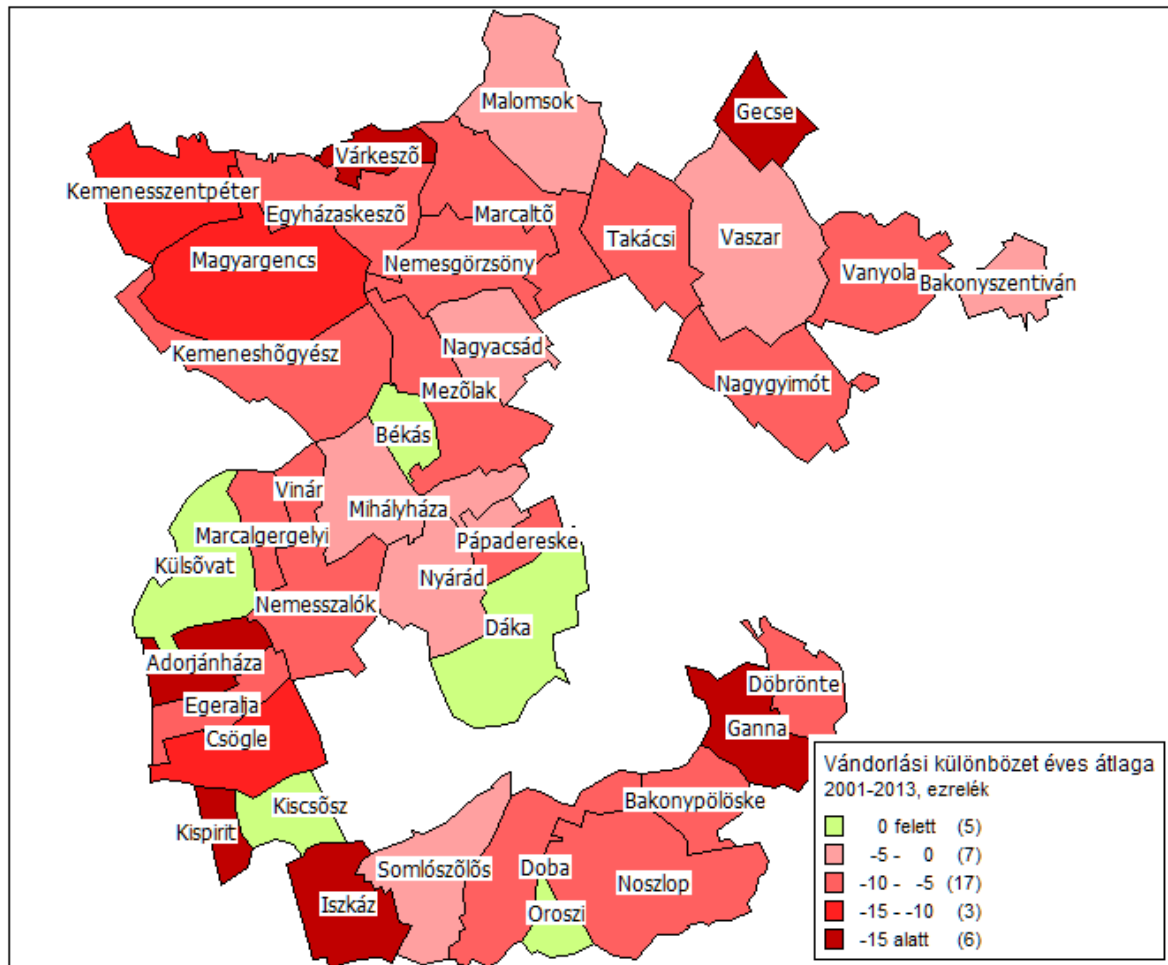 Malomsok
Gecse
Várkeszõ
Kemenesszentpéter
Egyházaskeszõ
Marcaltõ
Takácsi
Vaszar
Magyargencs
Nemesgörzsöny
Vanyola
Bakonyszentiván
Kemeneshõgyész
Nagyacsád
Nagygyimót
Mezõlak
Békás
Vinár
Mihályháza
Marcalgergelyi
Pápadereske
Külsõvat
Nyárád
Nemesszalók
Dáka
Adorjánháza
Döbrönte
Egeralja
Ganna
Csögle
Bakonypölöske
Kiscsõsz
Kispirit
Somlószõlõs
Doba
Noszlop
Iszkáz
Oroszi
Vándorlási különbözet éves átlaga
2001-2013, ezrelék
0 felett (5)
-5 - 0 (7)
-10 - -5 (17)
-15 - -10 (3)
-15 alatt (6)